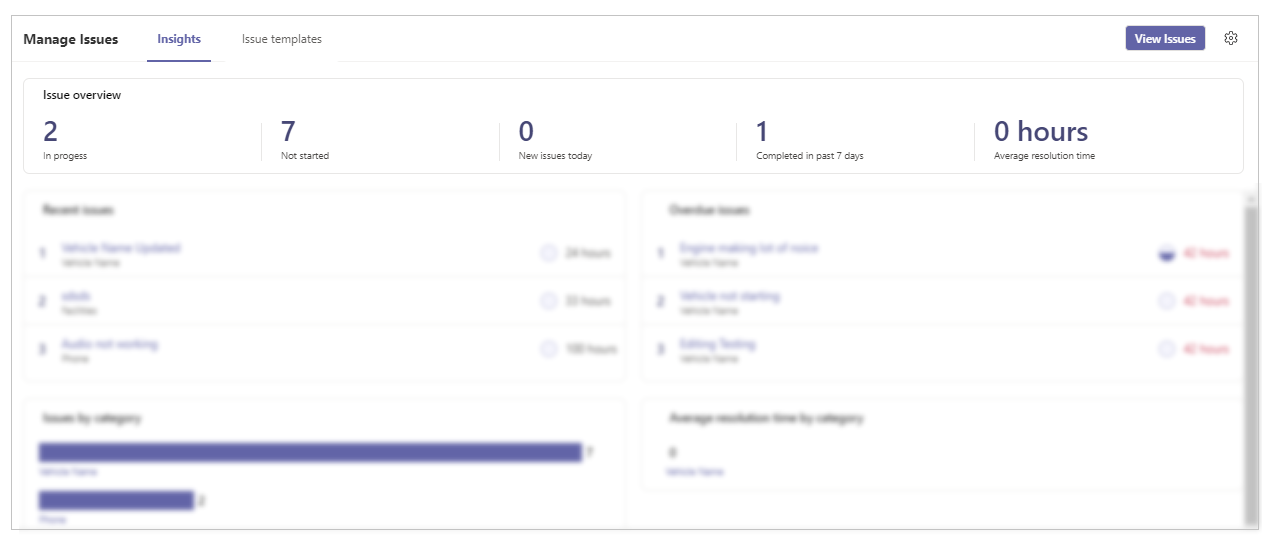 Manage Issues Insights Issue templates View Issues
Issue overview
2 7 0 1 0 hours
In progess Not started New issues today Completed in past 7 days Average resolution time
Recent issues Overdue issues
1 Vehicle Name Updated 24 hours 1 Engine making lot of noice 42 hours
Vehicle Name Vehicle Name
2 33 hours 2 Vehicle not starting 42 hours
Facilities Vehicle Name
3 Audio not working 100 hours 3 Editing Testing 42 hours
Phone Vehicle Name
Issues by category Average resolution time by category
7 0
Vehicle Name Vehicle Name
2
Phone